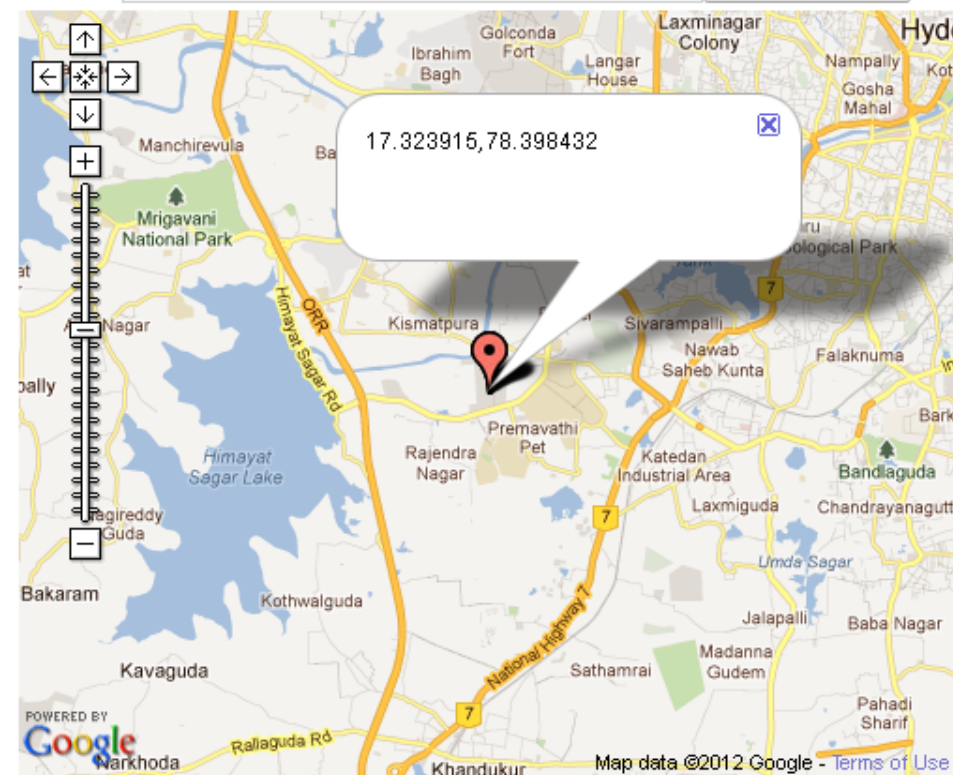 Golconda
Fort
Laxminagar
Colony
Ibrahim
Bagh
Langar
House
Nampally
Gosha
Mahal
Manchirevula
17.323915,78.398432
Mrigavani
National Park
ological Park
7
Himayat Sagar Rd
ORR
Nagar
Kismatpura
Sivarampalli
Nawab
Saheb Kunta
Falaknuma
Premavathi
Pet
Rajendra
Nagar
Himayat
Sagar Lake
Katedan
Industrial Area
Bandlaguda
Laxmiguda
Chandrayanagutt
7
agireddy
Guda
Umda Sagar
Bakaram
Kothwalguda
National Highway 7
Jalapalli
Baba Nagar
Madanna
Gudem
Kavaguda
Sathamrai
Pahadi
Sharif
7
POWERED BY
Google
Narkhoda
Rallaguda Rd
Khandukur
Map data ©2012 Google - Terms of Use